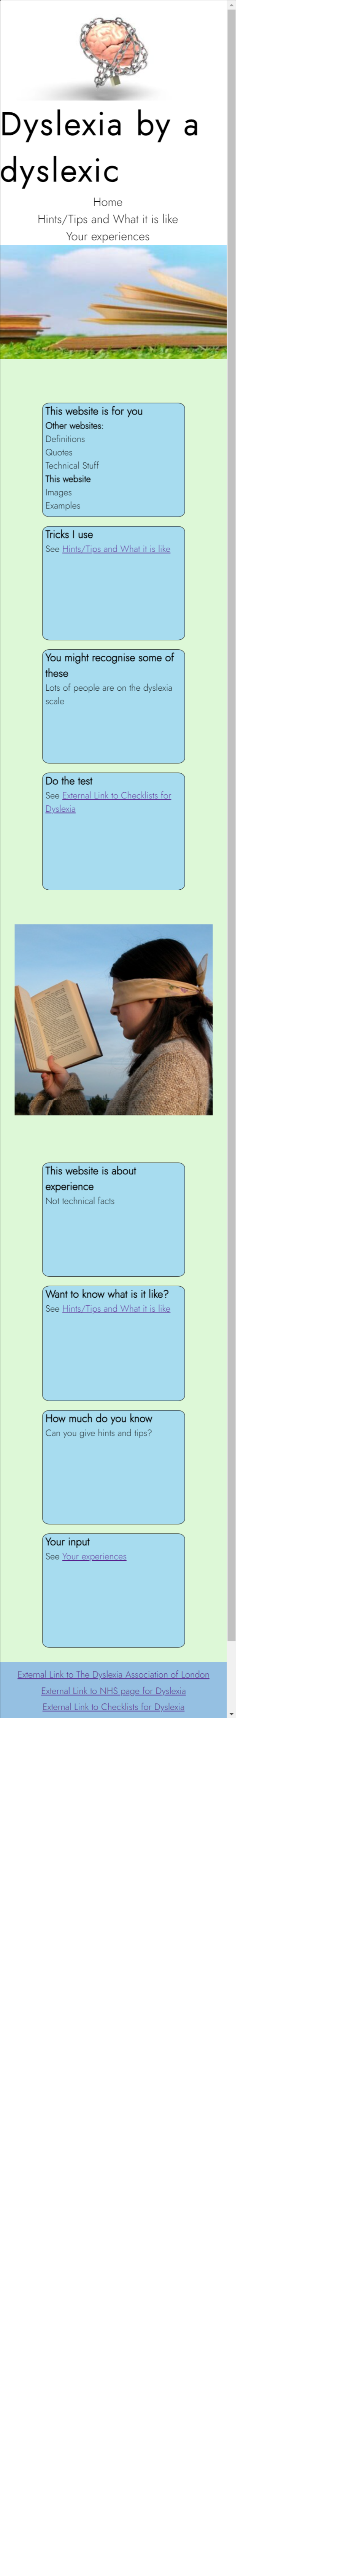 Dyslexia by a
dyslexic
Home
Hints/Tips and What it is like
Your experiences
This website is for you
Other websites:
Definitions
Quotes
Technical Stuff
This website
Images
Examples
Tricks I use
See Hints/Tips and What it is like
You might recognise some of
these
Lots of people are on the dyslexia
scale
Do the test
See External Link to Checklists for
Dyslexia
This website is about
experience
Not technical facts
Want to know what is it like?
See Hints/Tips and What it is like
How much do you know
Can you give hints and tips?
Your input
See Your experiences
External Link to The Dyslexia Association of London
External Link to NHS page for Dyslexia
External Link to Checklists for Dyslexia